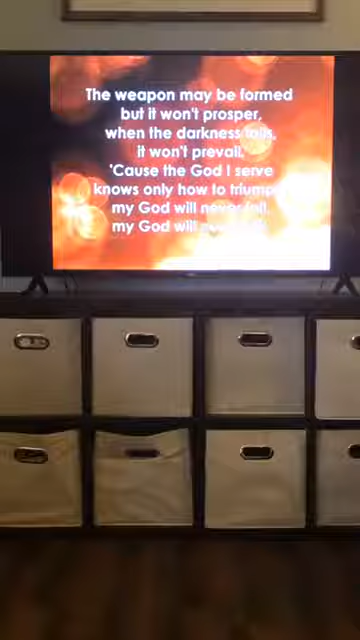 The weapon may be formed
but it won't prosper,
when the darkness falls,
it won't prevail,
'Cause the God I serve
knows only how to triumph
my God will never fail,
my God will